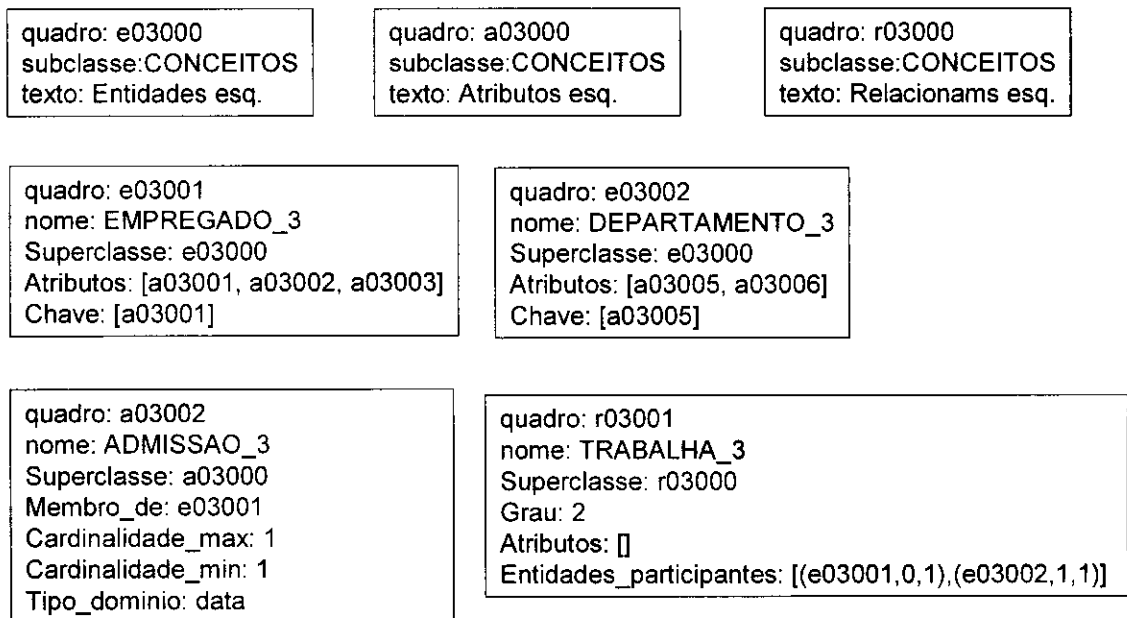 quadro: e03000
subclasse:CONCEITOS
texto: Entidades esq.
quadro: a03000
subclasse:CONCEITOS
texto: Atributos esq.
quadro: r03000
subclasse:CONCEITOS
texto: Relacionams esq.
quadro: e03001
nome: EMPREGADO_3
Superclasse: e03000
Atributos: [a03001, a03002, a03003]
Chave: [a03001]
quadro: e03002
nome: DEPARTAMENTO_3
Superclasse: e03000
Atributos: [a03005, a03006]
Chave: [a03005]
quadro: a03002
nome: ADMISSAO_3
Superclasse: a03000
Membro_de: e03001
Cardinalidade_max: 1
Cardinalidade_min: 1
Tipo_dominio: data
quadro: r03001
nome: TRABALHA_3
Superclasse: r03000
Grau: 2
Atributos: []
Entidades_participantes: [(e03001,0,1),(e03002,1,1)]